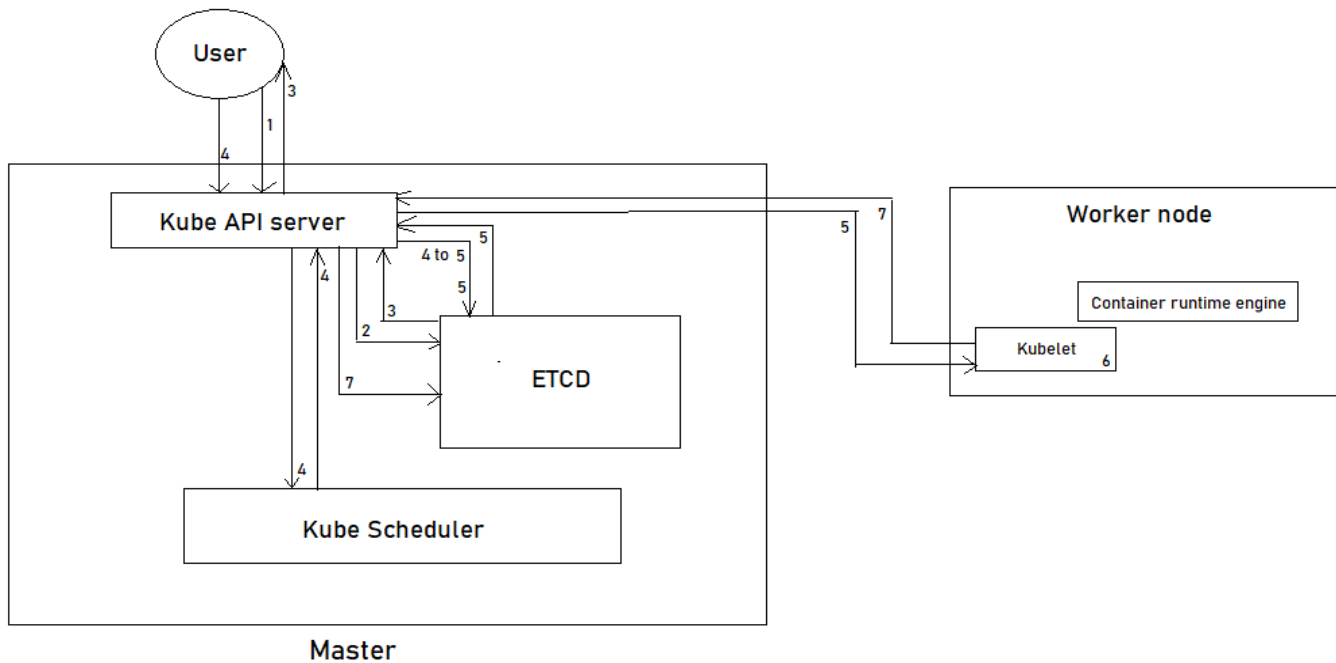 User
3
1
4
Kube API server
7
Worker node
5
5
4 to 5
4
5
Container runtime engine
3
2
Kubelet
6
ETCD
7
4
Kube Scheduler
Master